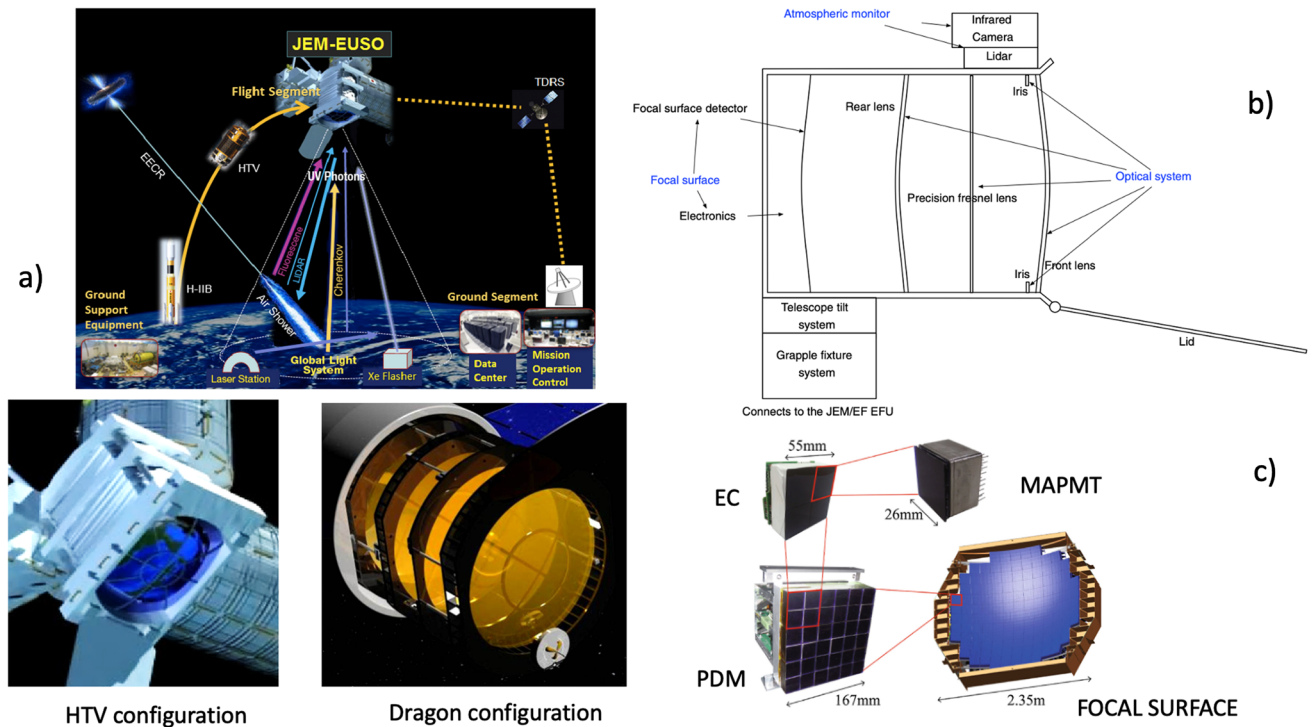 a)
JEM-EUSO
Flight Segment
TDRS
HTV
EECR
UV Photons
Fluorescene
LIDAR
Cherenkov
H-IIB
Air Shower
Ground
Support
Equipment
Ground Segment
Global Light
System
Laser Station
Xe Flasher
Data
Center
Mission
Operation
Control
b)
Atmospheric monitor
Infrared
Camera
Lidar
Focal surface detector
Rear lens
Iris
Focal surface
Optical system
Precision fresnel lens
Electronics
Iris
Front lens
Telescope tilt
system
Grapple fixture
system
Lid
Connects to the JEM/EF EFU
HTV configuration
Dragon configuration
c)
55mm
EC
MAPMT
26mm
PDM
167mm
2.35m
FOCAL SURFACE